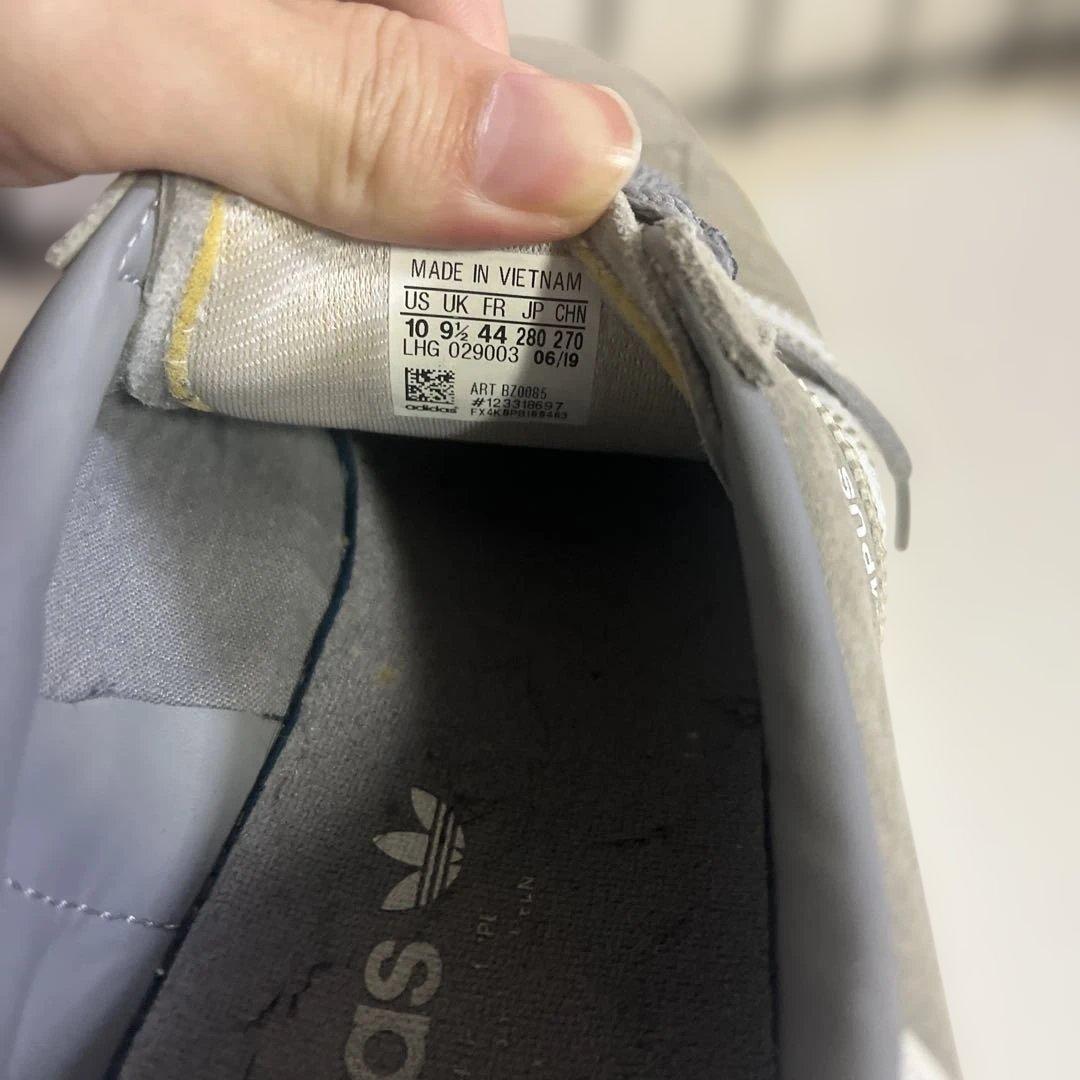 MADE IN VIETNAM
US UK FR JP CHN
10 9½ 44 280 270
LHG 029003 06/19
ART BZ0085
#123318697
adidas